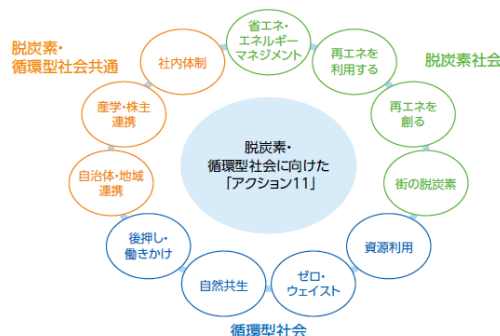 脱炭素・
循環型社会共通
脱炭素社会
省エネ・
エネルギー
マネジメント
再エネを
利用する
再エネを
創る
街の脱炭素
資源利用
ゼロ・
ウェイスト
自然共生
後押し・
働きかけ
自治体・地域
連携
産学・株主
連携
社内体制
脱炭素・
循環型社会に向けた
「アクション11」
循環型社会